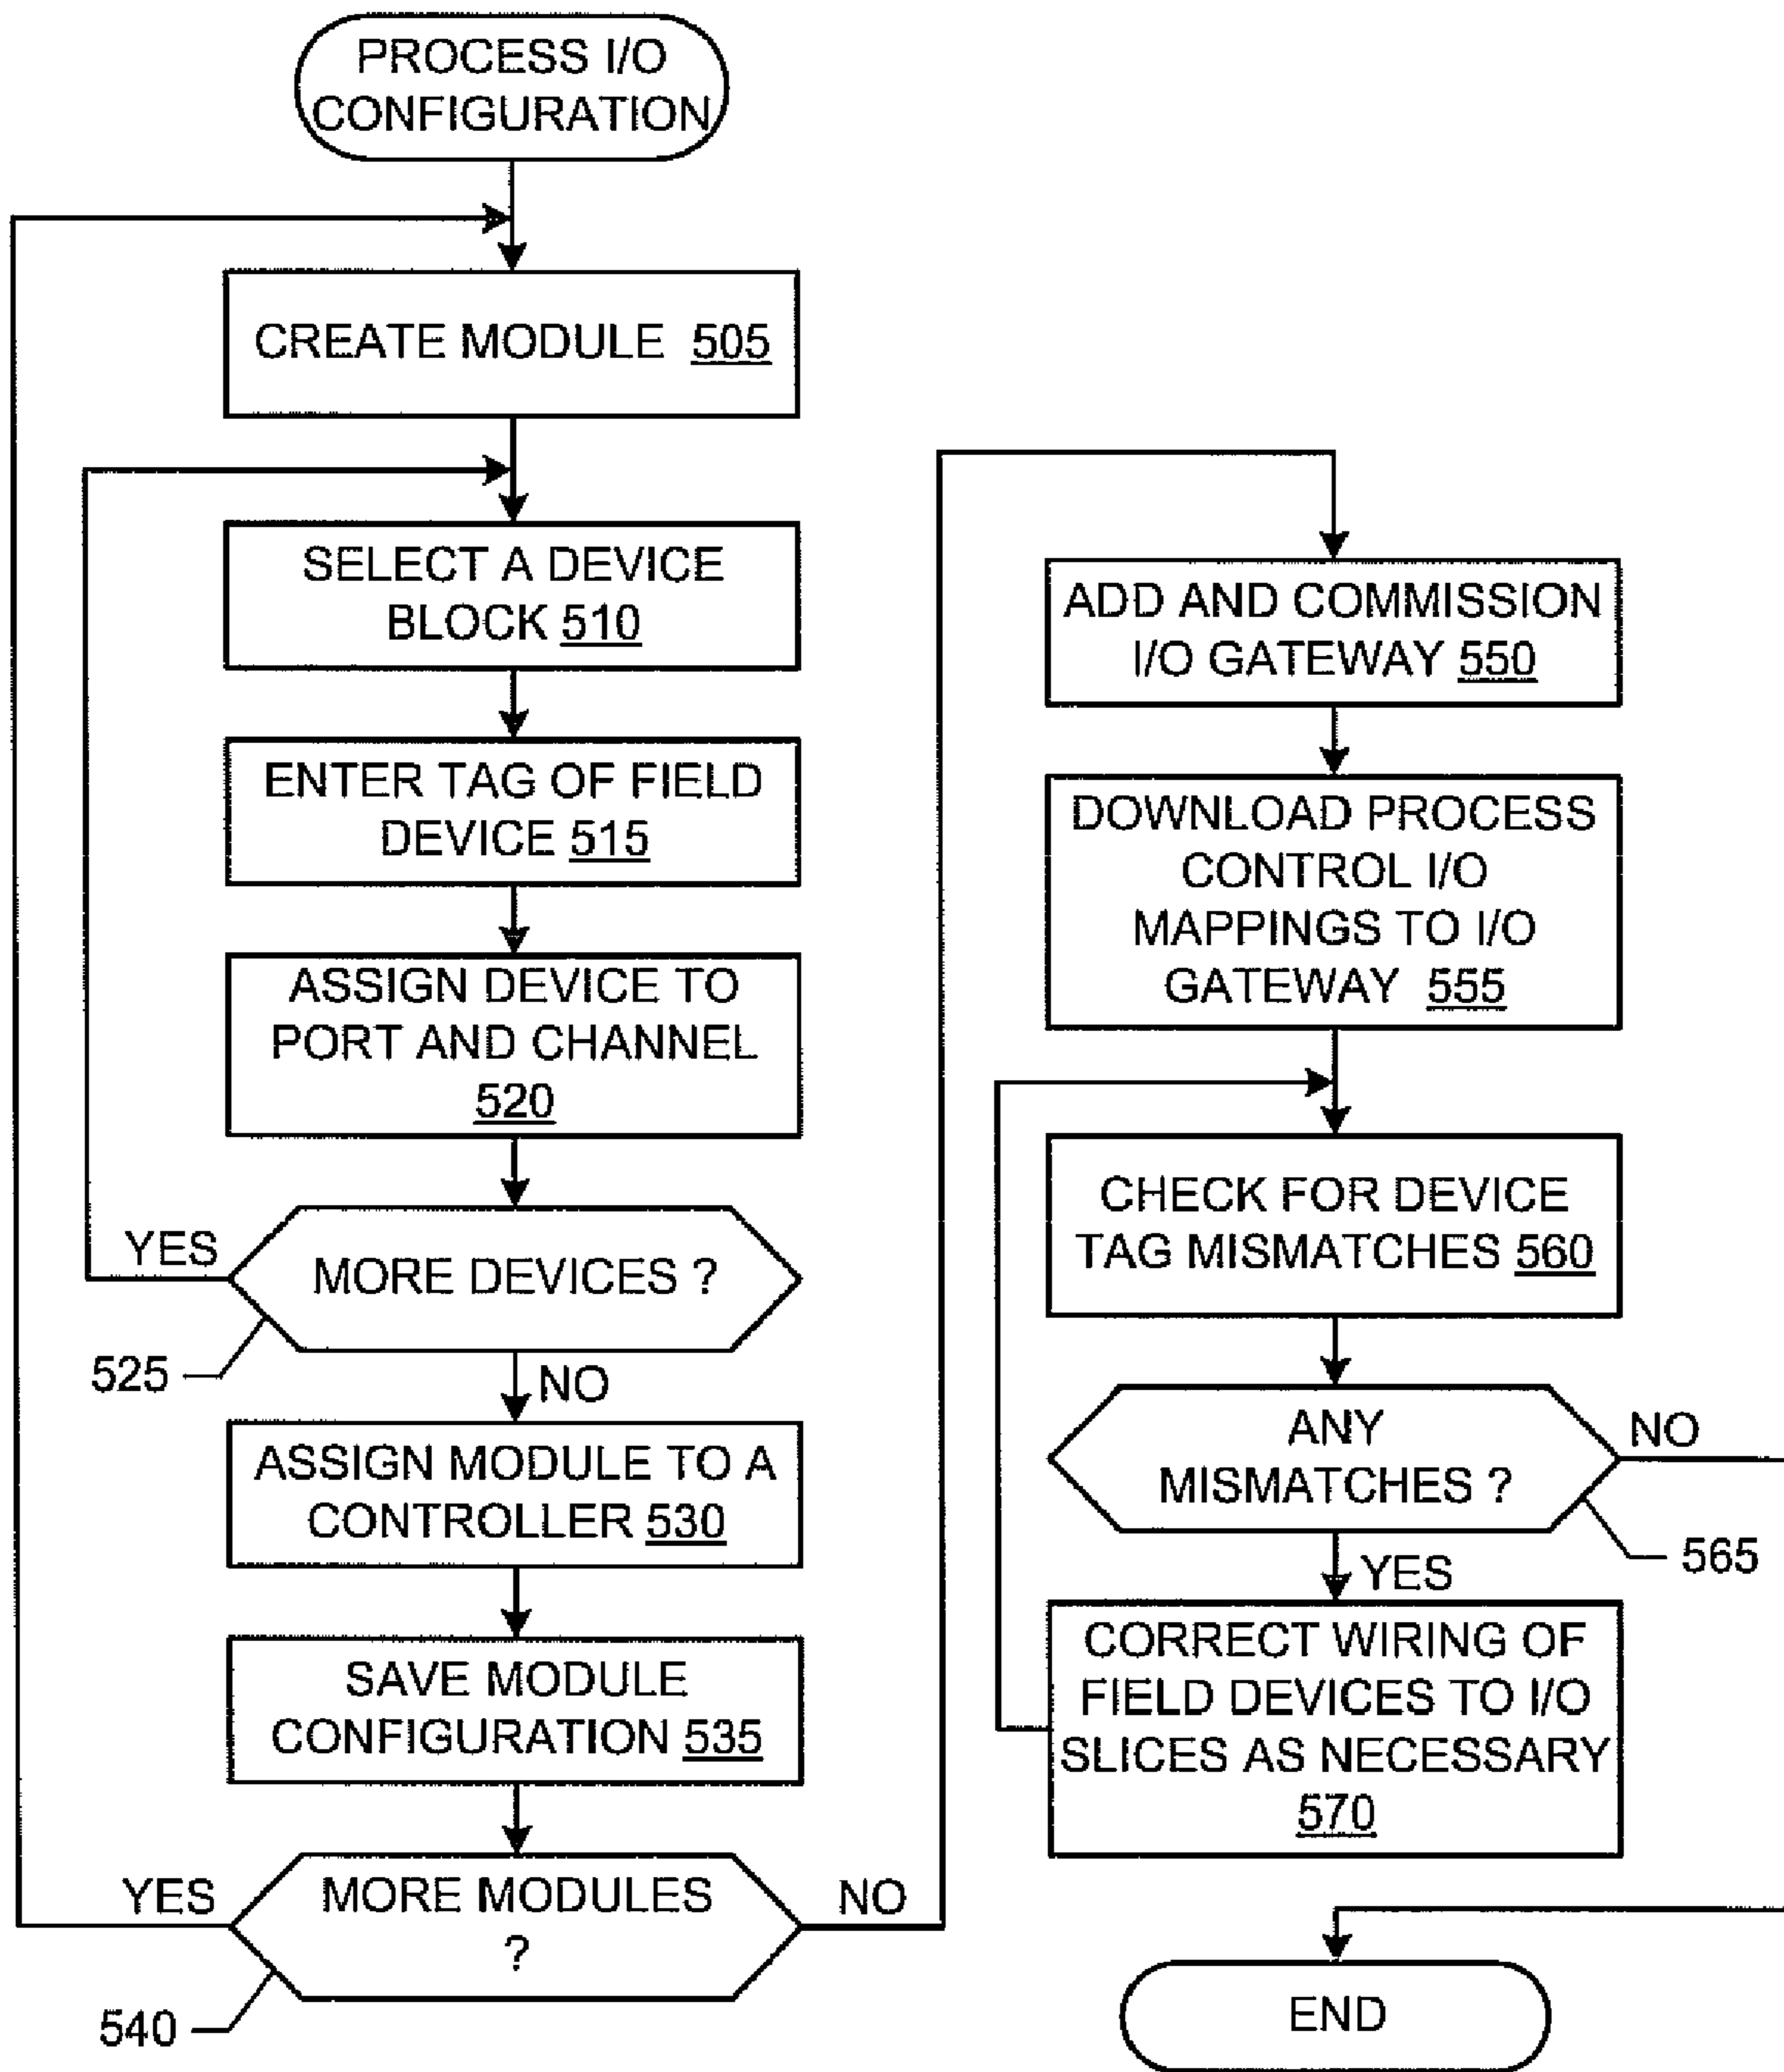 PROCESS I/O
CONFIGURATION
CREATE MODULE 505
SELECT A DEVICE
BLOCK 510
ENTER TAG OF FIELD
DEVICE 515
ASSIGN DEVICE TO
PORT AND CHANNEL
520
YES
MORE DEVICES ?
525
NO
ASSIGN MODULE TO A
CONTROLLER 530
SAVE MODULE
CONFIGURATION 535
YES
MORE MODULES
?
NO
540
ADD AND COMMISSION
I/O GATEWAY 550
DOWNLOAD PROCESS
CONTROL I/O
MAPPINGS TO I/O
GATEWAY 555
CHECK FOR DEVICE
TAG MISMATCHES 560
ANY
MISMATCHES ?
NO
565
YES
CORRECT WIRING OF
FIELD DEVICES TO I/O
SLICES AS NECESSARY
570
END